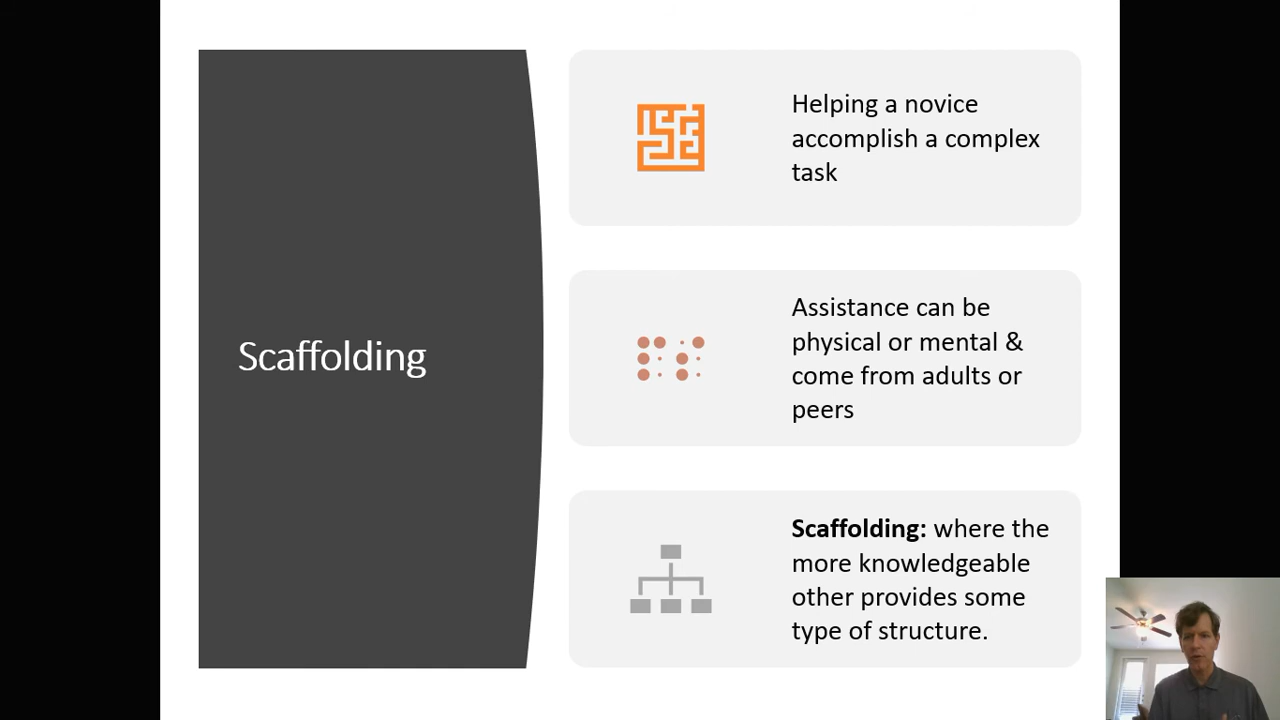 Scaffolding
Helping a novice
accomplish a complex
task
Assistance can be
physical or mental &
come from adults or
peers
Scaffolding: where the
more knowledgeable
other provides some
type of structure.